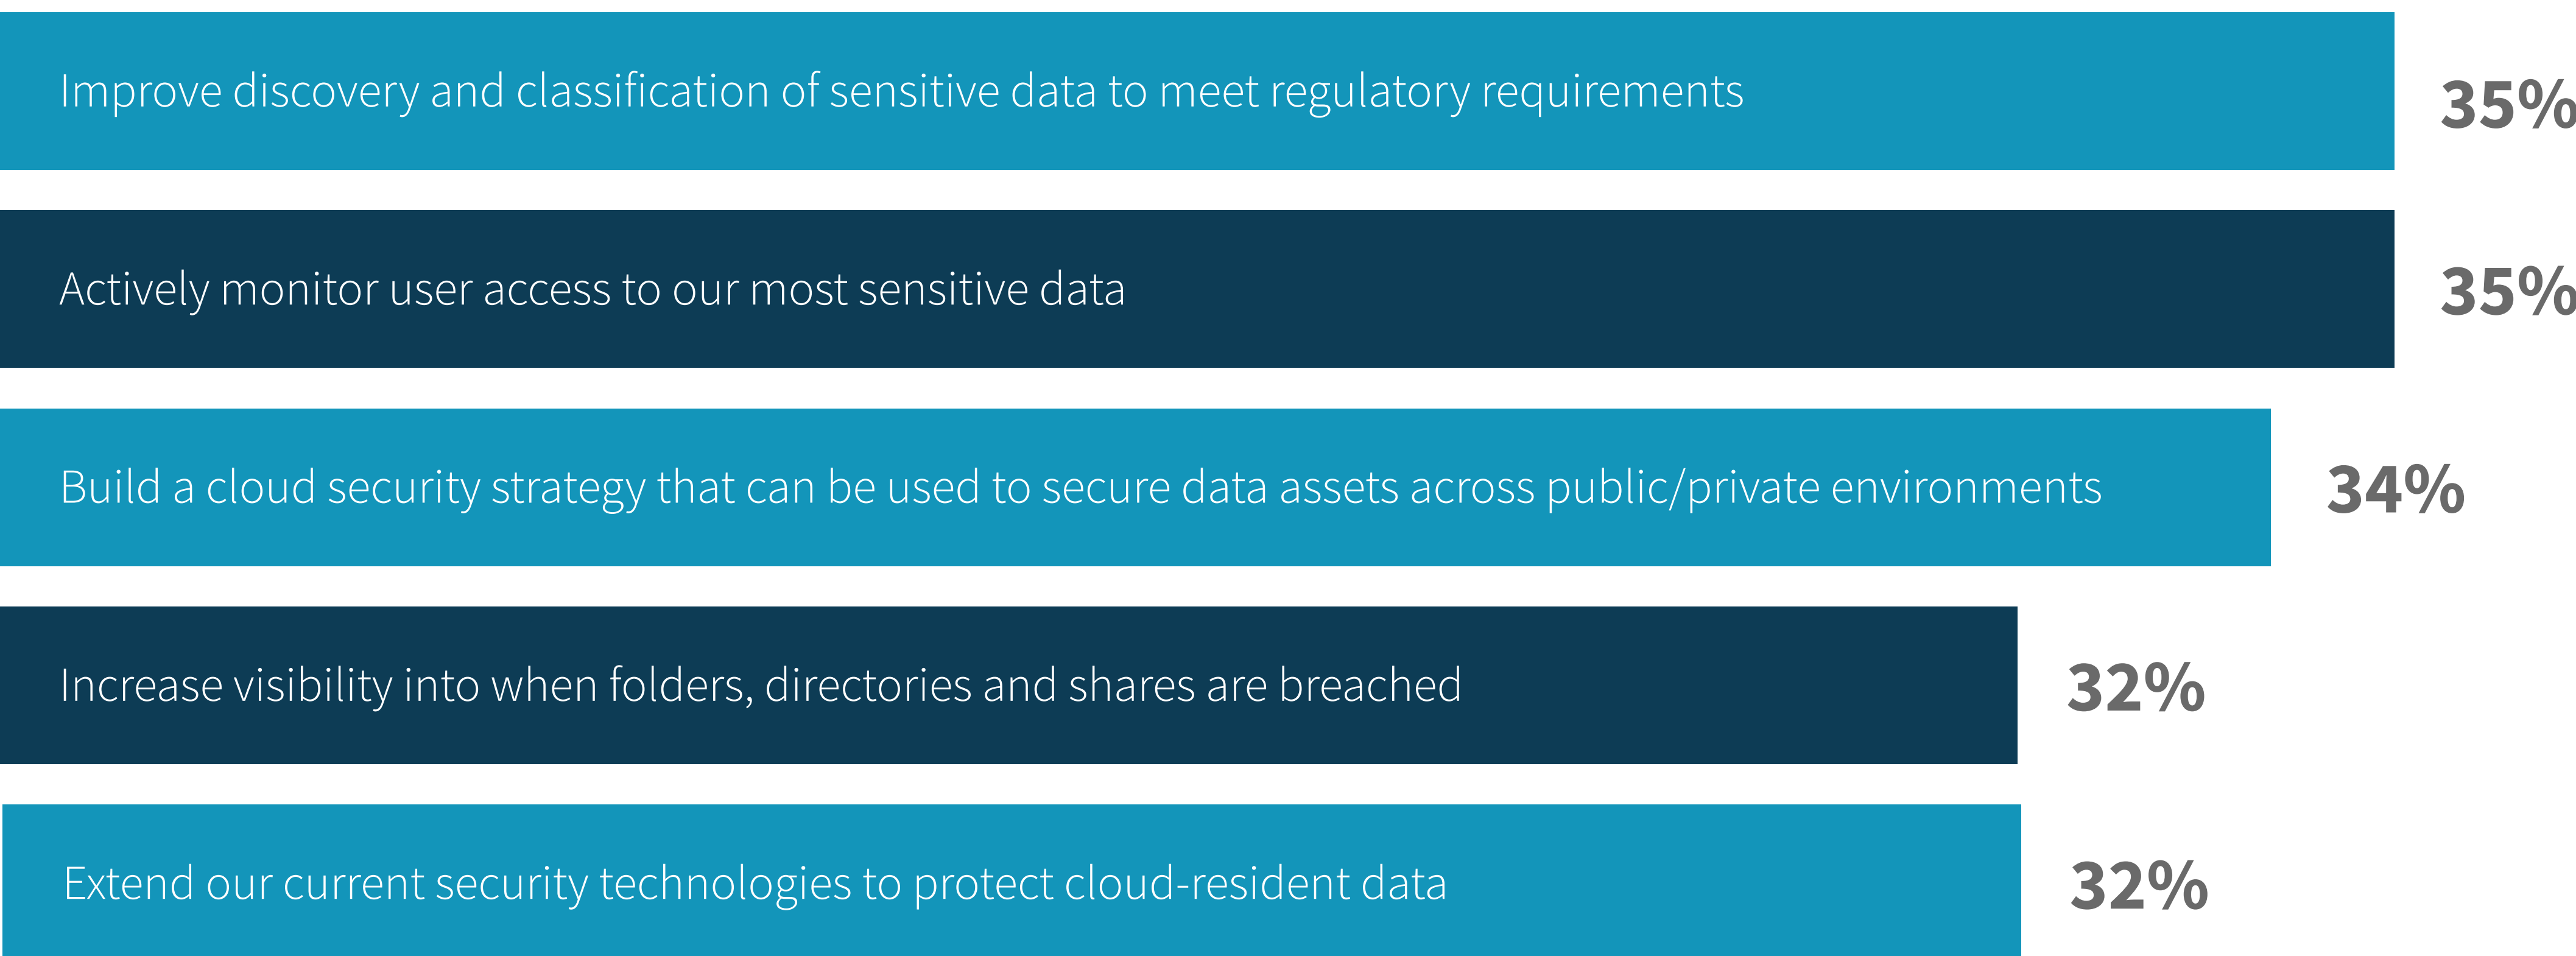 Improve discovery and classification of sensitive data to meet regulatory requirements 35%
Actively monitor user access to our most sensitive data 35%
Build a cloud security strategy that can be used to secure data assets across public/private environments 34%
Increase visibility into when folders, directories and shares are breached 32%
Extend our current security technologies to protect cloud-resident data 32%